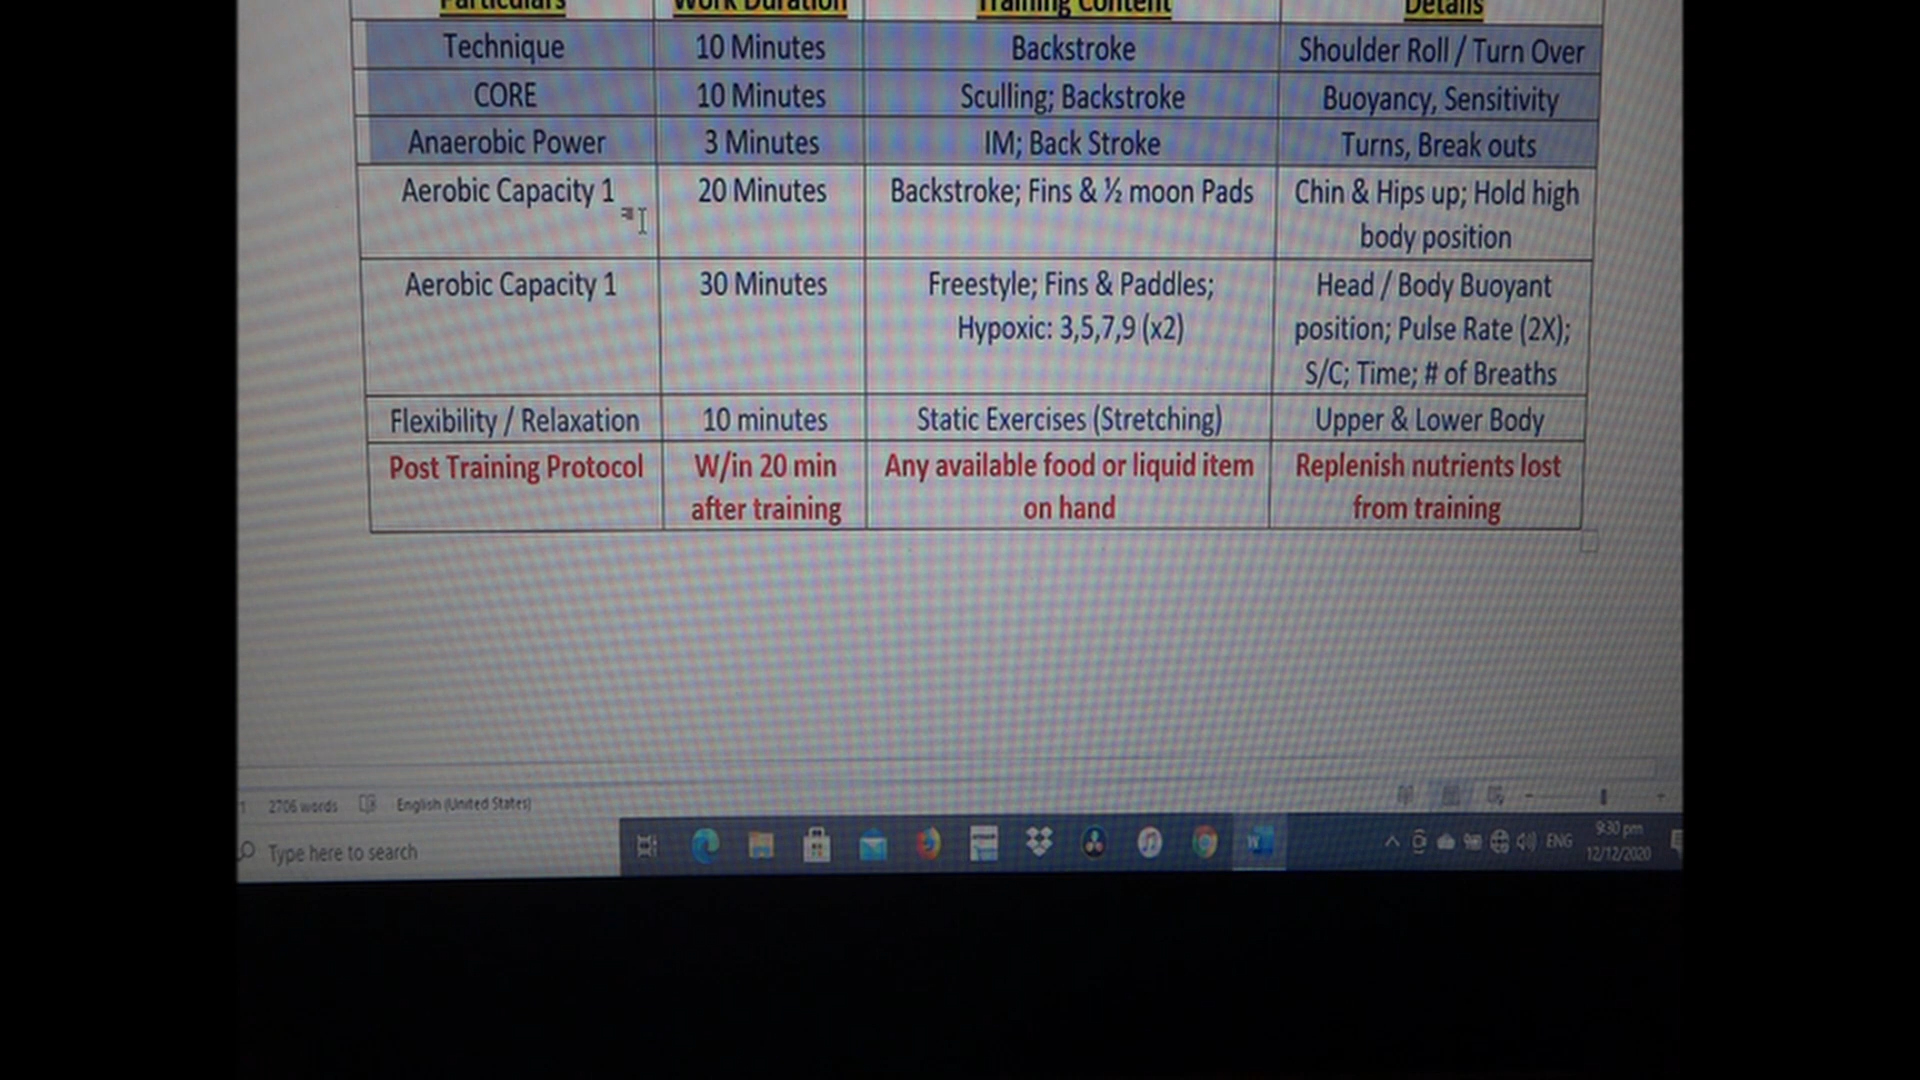 Particulars Work Duration Training Content Details
Technique 10 Minutes Backstroke Shoulder Roll / Turn Over
CORE 10 Minutes Sculling; Backstroke Buoyancy, Sensitivity
Anaerobic Power 3 Minutes IM; Back Stroke Turns, Break outs
Aerobic Capacity 1 20 Minutes Backstroke; Fins & ½ moon Pads Chin & Hips up; Hold high
body position
Aerobic Capacity 1 30 Minutes Freestyle; Fins & Paddles; Head / Body Buoyant
Hypoxic: 3,5,7,9 (x2) position; Pulse Rate (2X);
S/C; Time; # of Breaths
Flexibility / Relaxation 10 minutes Static Exercises (Stretching) Upper & Lower Body
Post Training Protocol W/in 20 min Any available food or liquid item Replenish nutrients lost
after training on hand from training
2706 words English (United States)
Type here to search ENG 9:30 pm
12/12/2020